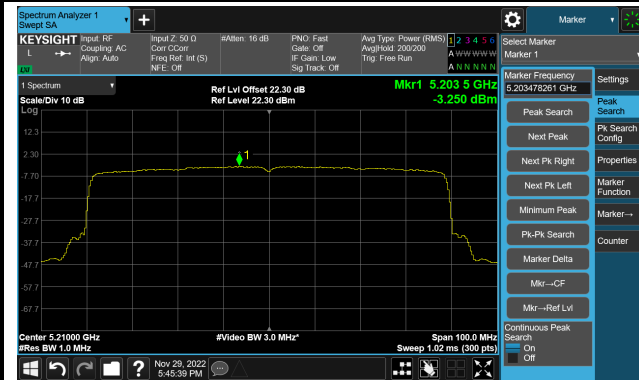 Spectrum Analyzer 1
Swept SA
Marker
KEYSIGHT Input: RF
Coupling: AC
Align: Auto
Input Z: 50 Ω
Corr CCorr
Freq Ref: Int (S)
NFE: Off
#Atten: 16 dB
PNO: Fast
Gate: Off
IF Gain: Low
Sig Track: Off
Avg Type: Power (RMS)
Avg|Hold: 200/200
Trig: Free Run
1 2 3 4 5 6
A W W W W W
A N N N N N
L
Select Marker
Marker 1
1 Spectrum
Scale/Div 10 dB
Log
Ref Lvl Offset 22.30 dB
Ref Level 22.30 dBm
Mkr1 5.203 5 GHz
-3.250 dBm
12.3
2.30
-7.70
-17.7
-27.7
-37.7
-47.7
-57.7
-67.7
1
Center 5.21000 GHz
#Res BW 1.0 MHz
#Video BW 3.0 MHz*
Span 100.0 MHz
Sweep 1.02 ms (300 pts)
Marker Frequency
5.203478261 GHz
Peak Search
Next Peak
Next Pk Right
Next Pk Left
Minimum Peak
Pk-Pk Search
Marker Delta
Mkr→CF
Mkr→Ref Lvl
Continuous Peak
Search
On
Off
Settings
Peak
Search
Pk Search
Config
Properties
Marker
Function
Marker→
Counter
Nov 29, 2022
5:45:39 PM